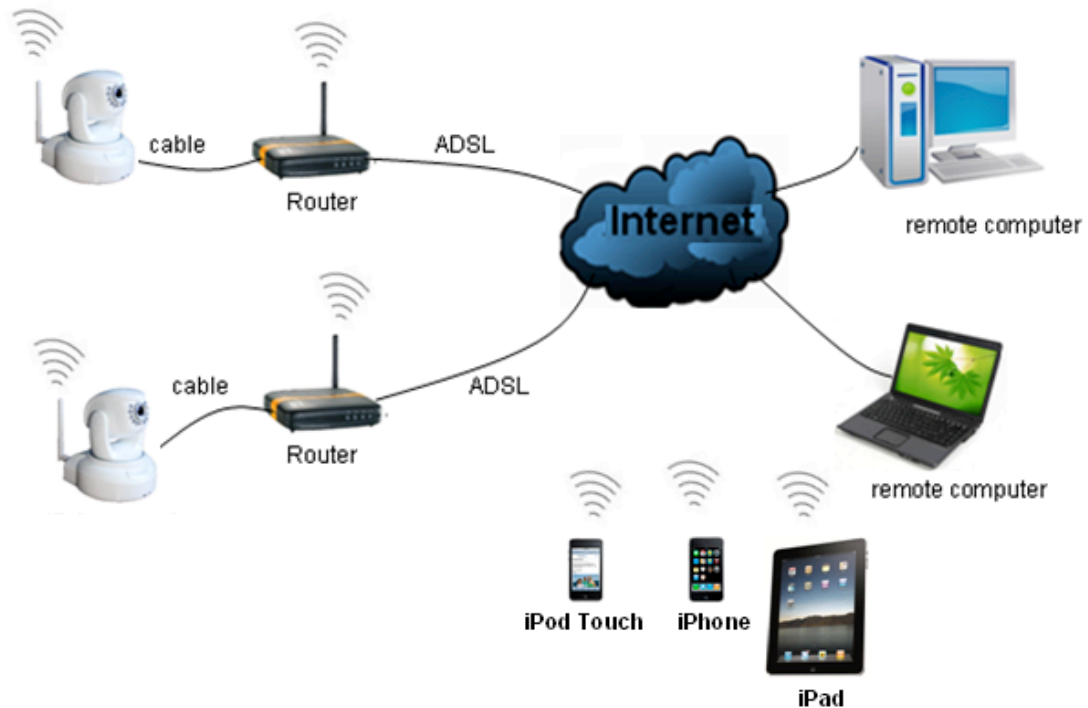 cable
ADSL
Router
Internet
remote computer
cable
ADSL
Router
remote computer
iPod Touch
iPhone
iPad